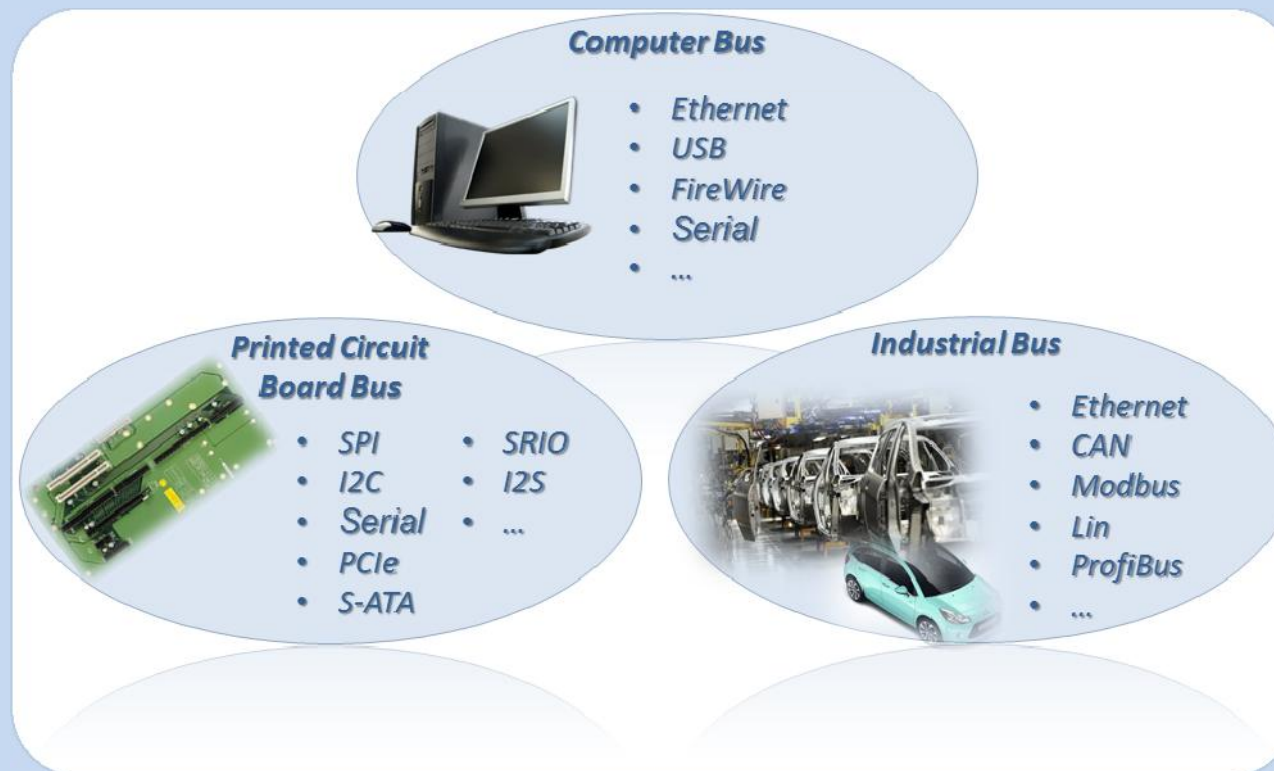 Computer Bus
• Ethernet
• USB
• FireWire
• Serial
• ...
Printed Circuit
Board Bus
• SPI
• I2C
• Serial
• PCIe
• S-ATA
• SRIO
• I2S
• ...
Industrial Bus
• Ethernet
• CAN
• Modbus
• Lin
• ProfiBus
• ...